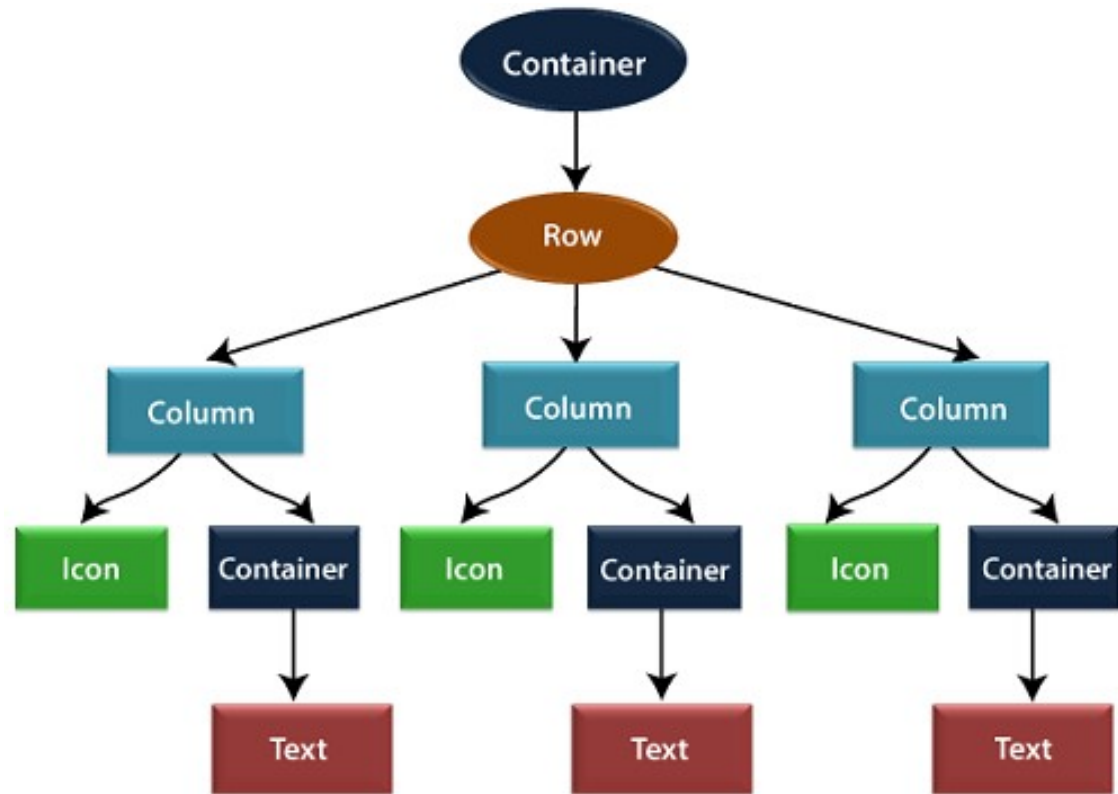 Container
Row
Column
Column
Column
Icon
Container
Icon
Container
Icon
Container
Text
Text
Text